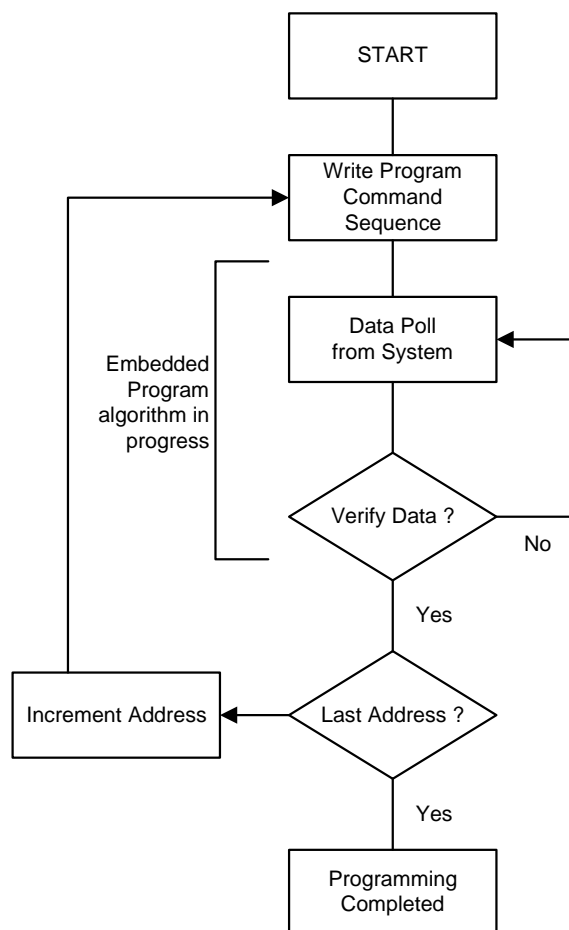 START
Write Program
Command
Sequence
Data Poll
from System
Embedded
Program
algorithm in
progress
Verify Data ?
No
Yes
Increment Address
Last Address ?
Yes
Programming
Completed